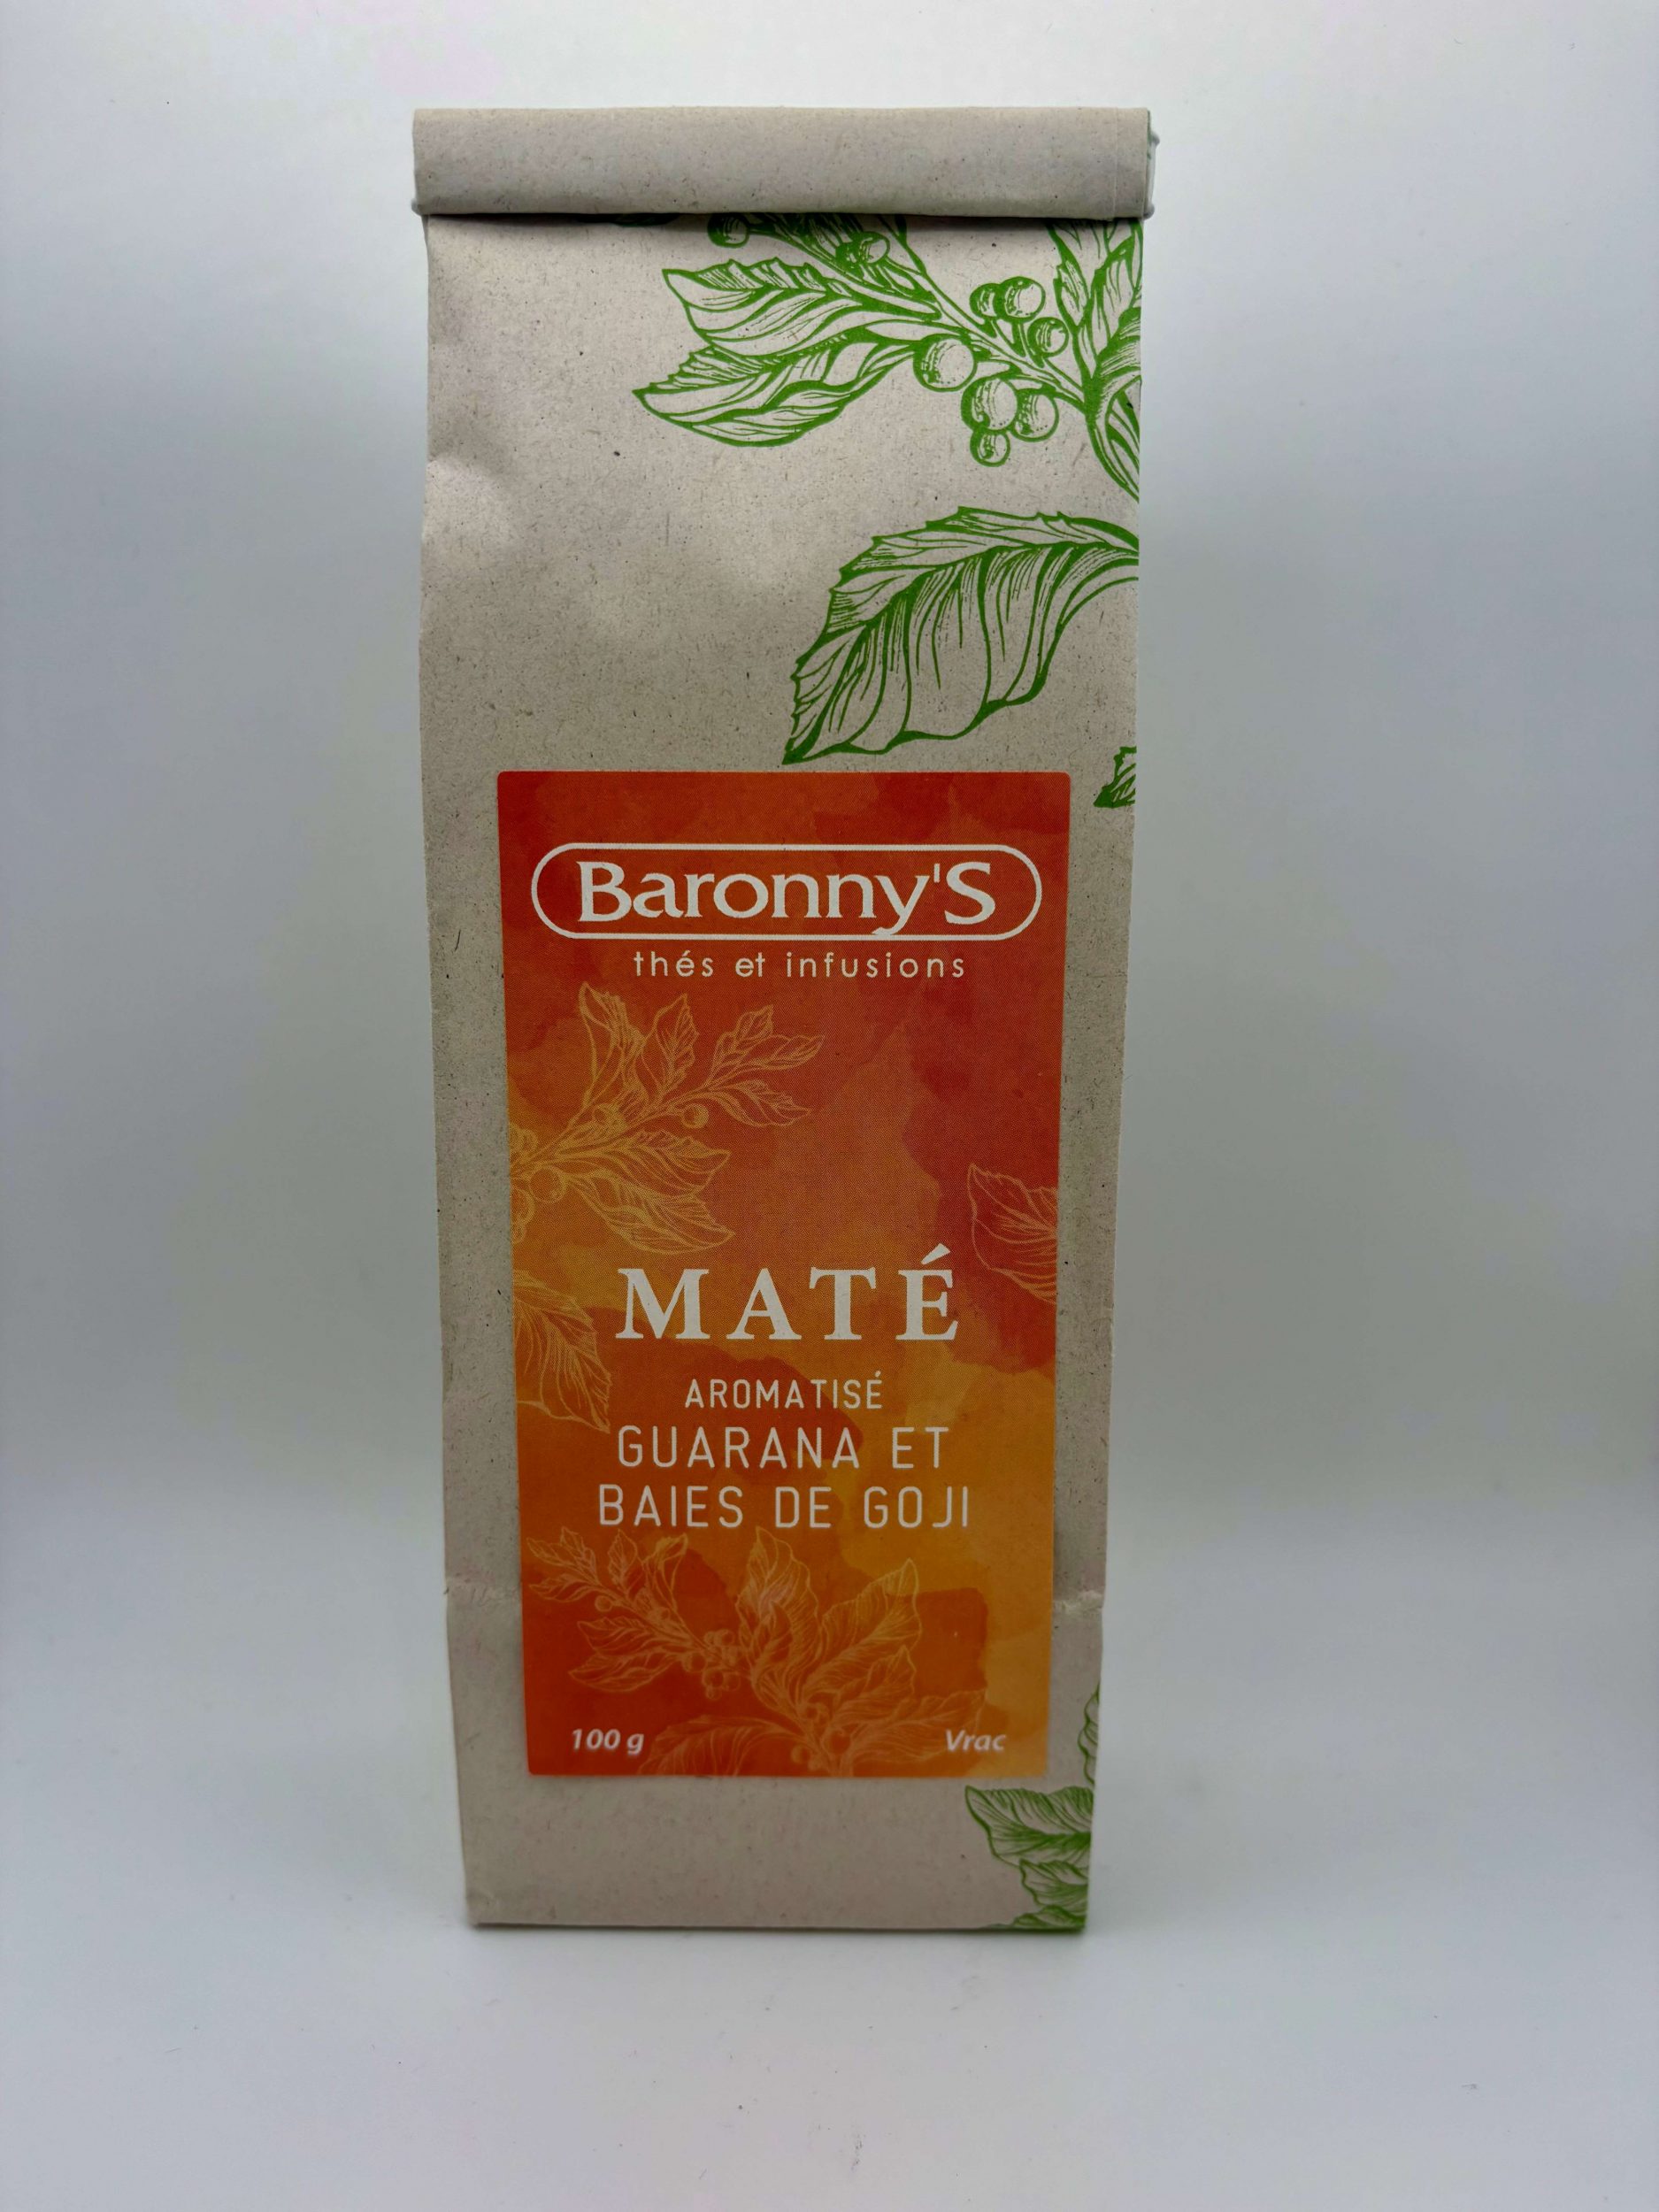 Baronny'S
thés et infusions
MATÉ
AROMATISÉ
GUARANA ET
BAIES DE GOJI
100 g
Vrac